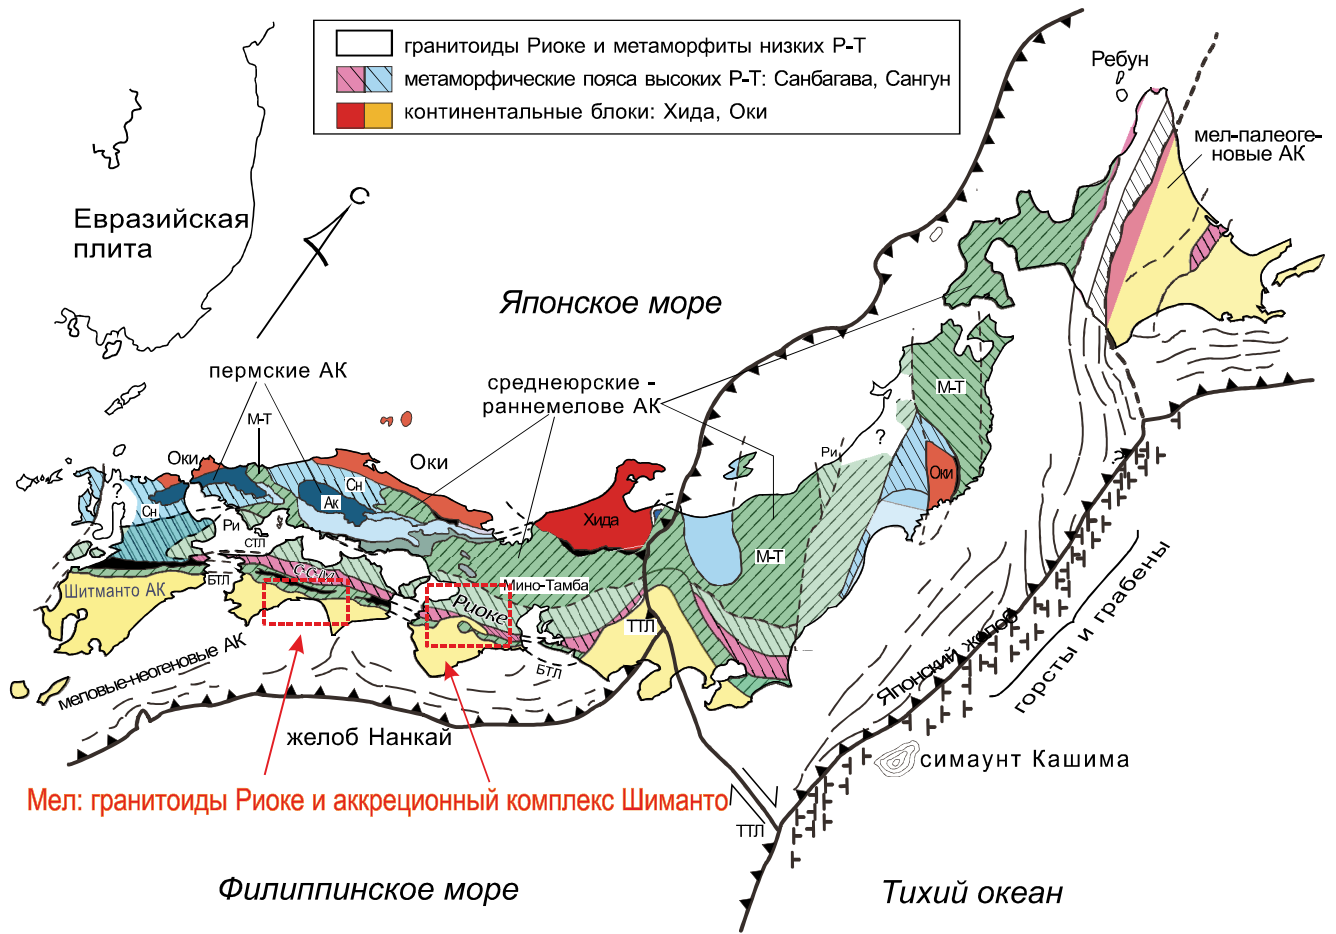 гранитоиды Риоке и метаморфиты низких Р-Т
метаморфические пояса высоких Р-Т: Санбагава, Сангун
континентальные блоки: Хида, Оки
Ребун
мел-палеоге-
новые АК
С
Евразийская
плита
Японское море
пермские АК
среднеюрские -
раннемелове АК
М-Т
М-Т
?
Ри
Оки
Оки
Оки
?
Сн
Сн
Ак
Хида
Ри
СТЛ
М-Т
БТЛ
Шитманто АК
Мино-Тамба
Риоке
ТТЛ
БТЛ
меловые-неогеновые АК
желоб Нанкай
Японский желоб
горсты и грабены
симаунт Кашима
Мел: гранитоиды Риоке и аккреционный комплекс Шиманто
ТТЛ
Филиппинское море
Тихий океан